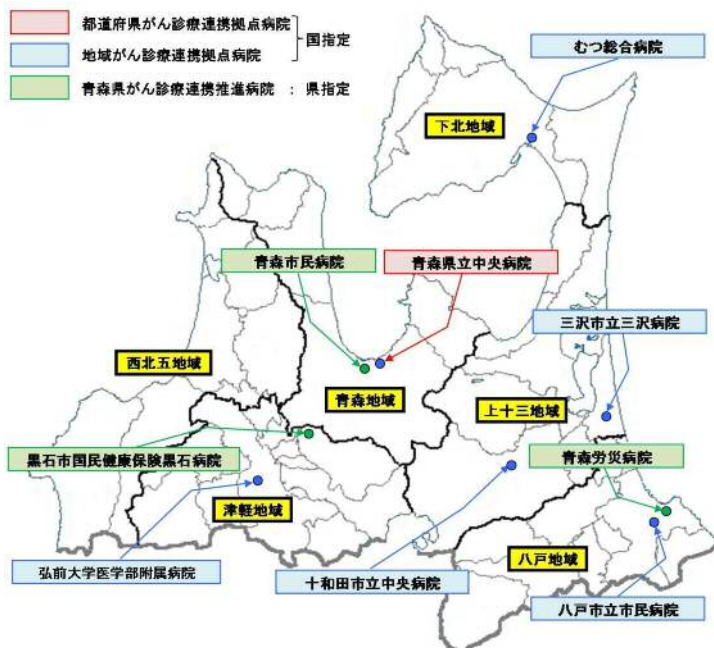 都道府県がん診療連携拠点病院
地域がん診療連携拠点病院
国指定
青森県がん診療連携推進病院 ： 県指定
むつ総合病院
下北地域
青森市民病院
青森県立中央病院
三沢市立三沢病院
西北五地域
青森地域
上十三地域
黒石市国民健康保険黒石病院
青森労災病院
津軽地域
八戸地域
弘前大学医学部附属病院
十和田市立中央病院
八戸市立市民病院